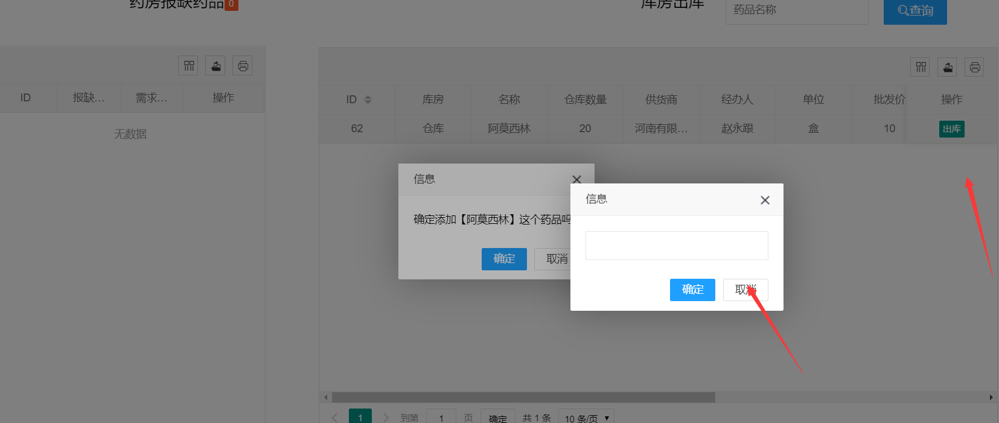 药房报缺药品 0
库房出库
药品名称
查询
ID 报缺... 需求... 操作
无数据
ID 库房 名称 仓库数量 供货商 经办人 单位 批发价 操作
62 仓库 阿莫西林 20 河南有限... 赵永跟 盒 10 出库
信息
确定添加【阿莫西林】这个药品吗
确定 取消
信息
确定 取消
1 到第 1 页 确定 共 1 条 10 条/页